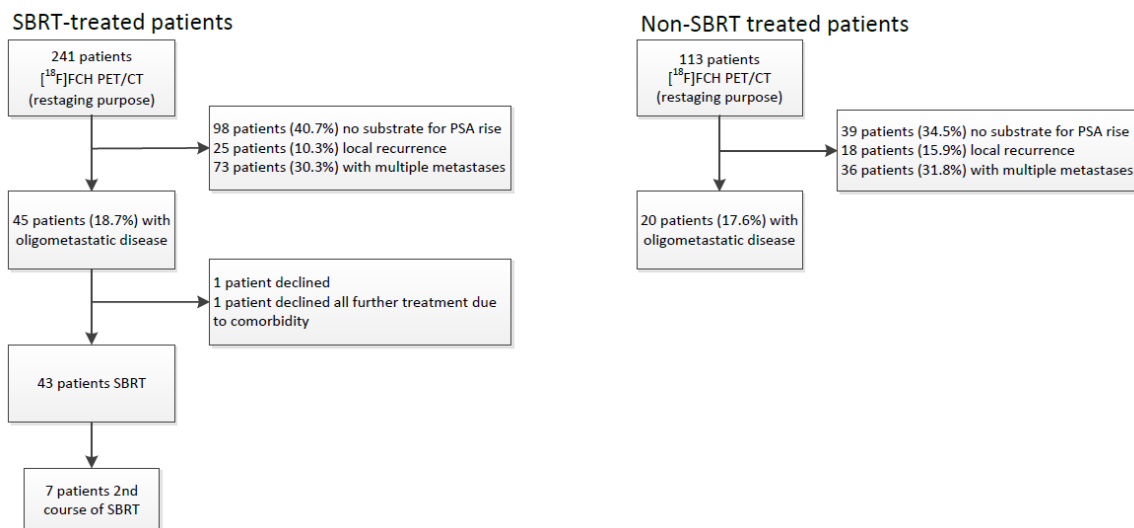 SBRT-treated patients
241 patients
[18F]FCH PET/CT
(restaging purpose)
98 patients (40.7%) no substrate for PSA rise
25 patients (10.3%) local recurrence
73 patients (30.3%) with multiple metastases
45 patients (18.7%) with
oligometastatic disease
1 patient declined
1 patient declined all further treatment due
to comorbidity
43 patients SBRT
7 patients 2nd
course of SBRT
Non-SBRT treated patients
113 patients
[18F]FCH PET/CT
(restaging purpose)
39 patients (34.5%) no substrate for PSA rise
18 patients (15.9%) local recurrence
36 patients (31.8%) with multiple metastases
20 patients (17.6%) with
oligometastatic disease